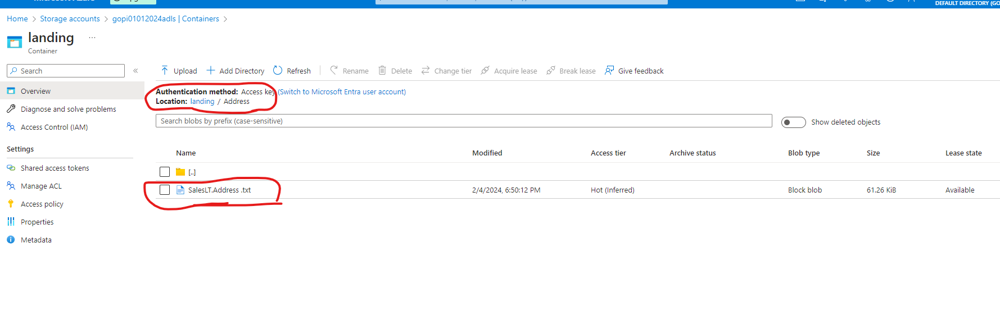 DEFAULT DIRECTORY (GO
Home > Storage accounts > gopi01012024adls | Containers >
landing ...
Container
Search «
Upload Add Directory Refresh Rename Delete Change tier Acquire lease Break lease Give feedback
Overview
Diagnose and solve problems
Access Control (IAM)
Settings
Shared access tokens
Manage ACL
Access policy
Properties
Metadata
Authentication method: Access key (Switch to Microsoft Entra user account)
Location: landing / Address
Search blobs by prefix (case-sensitive)
Show deleted objects
Name Modified Access tier Archive status Blob type Size Lease state
[..]
SalesLT.Address .txt 2/4/2024, 6:50:12 PM Hot (Inferred) Block blob 61.26 KiB Available